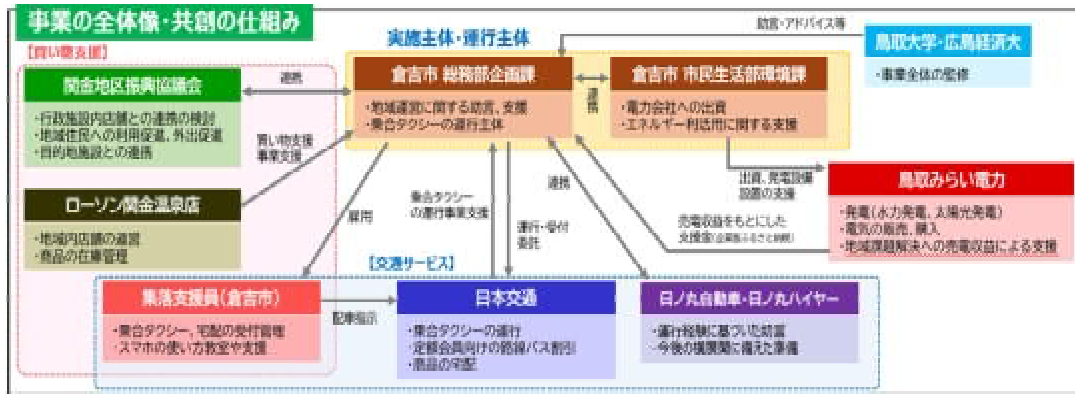 事業の全体像・共創の仕組み
【買い物支援】
実施主体・運行主体
助言・アドバイス等
鳥取大学・広島経済大
・事業全体の監修
関金地区振興協議会
・行政施設内店舗との連携の検討
・地域住民への利用促進、外出促進
・目的地施設との連携
連携
倉吉市 総務部企画課
・地域運営に関する助言、支援
・乗合タクシーの運行主体
連携
倉吉市 市民生活部環境課
・電力会社への出資
・エネルギー利活用に関する支援
買い物支援
事業支援
ローソン関金温泉店
・地域内店舗の運営
・商品の在庫管理
雇用
乗合タクシー
の運行事業支援
運行・受付
委託
連携
出資、発電設備
設置の支援
売電収益をもとにした
支援金(企業版ふるさと納税)
鳥取みらい電力
・発電(水力発電、太陽光発電)
・電気の販売、購入
・地域課題解決への売電収益による支援
【交通サービス】
集落支援員(倉吉市)
・乗合タクシー、宅配の受付管理
・スマホの使い方教室や支援
配車指示
日本交通
・乗合タクシーの運行
・定額会員向けの路線バス割引
・商品の宅配
日ノ丸自動車・日ノ丸ハイヤー
・運行経験に基づいた助言
・今後の横展開に備えた準備